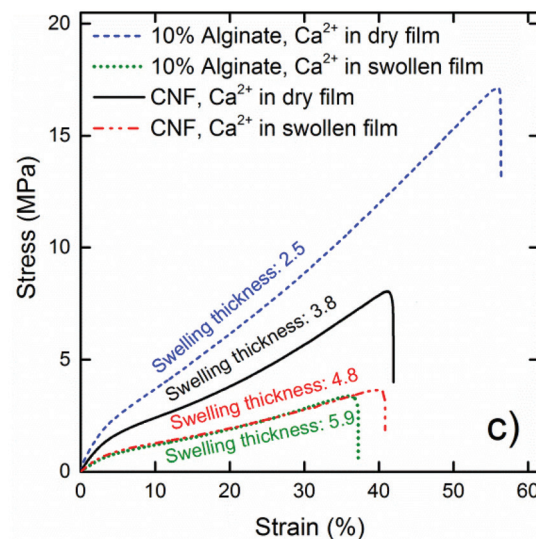 20
15
10
5
0
Stress (MPa)
10% Alginate, Ca²⁺ in dry film
10% Alginate, Ca²⁺ in swollen film
CNF, Ca²⁺ in dry film
CNF, Ca²⁺ in swollen film
Swelling thickness: 2.5
Swelling thickness: 3.8
Swelling thickness: 4.8
Swelling thickness: 5.9
c)
0 10 20 30 40 50 60
Strain (%)